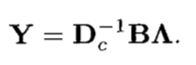 𝐘 = 𝐃_c^{-1}𝐁𝚲.